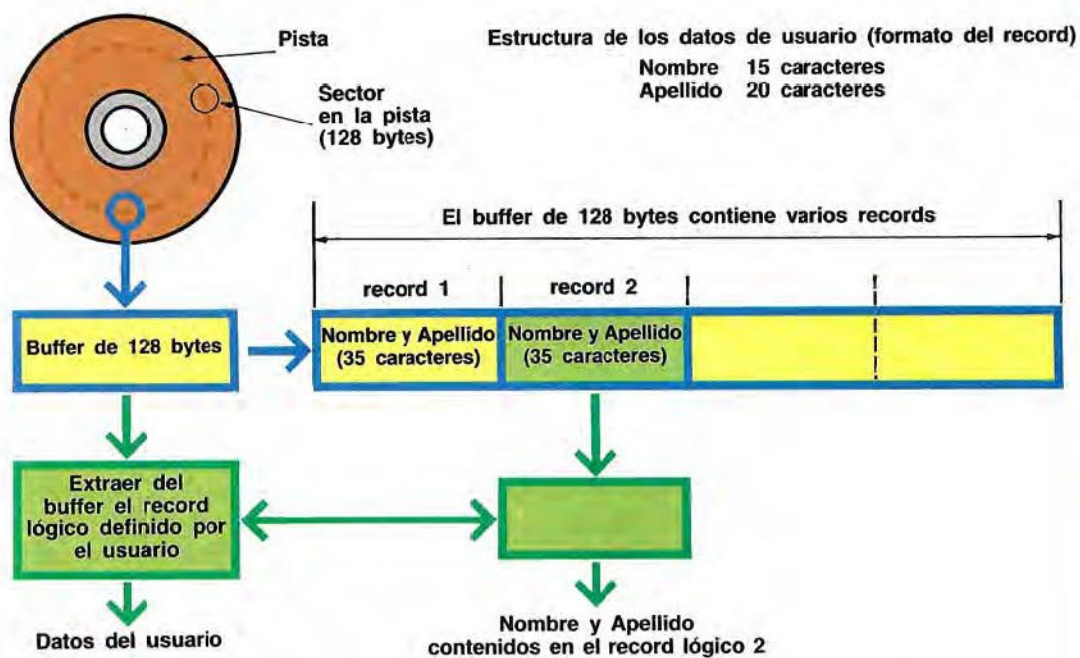 Pista
Sector
en la pista
(128 bytes)
Estructura de los datos de usuario (formato del record)
Nombre 15 caracteres
Apellido 20 caracteres
El buffer de 128 bytes contiene varios records
record 1
record 2
Buffer de 128 bytes
Nombre y Apellido
(35 caracteres)
Nombre y Apellido
(35 caracteres)
Extraer del
buffer el record
lógico definido por
el usuario
Datos del usuario
Nombre y Apellido
contenidos en el record lógico 2